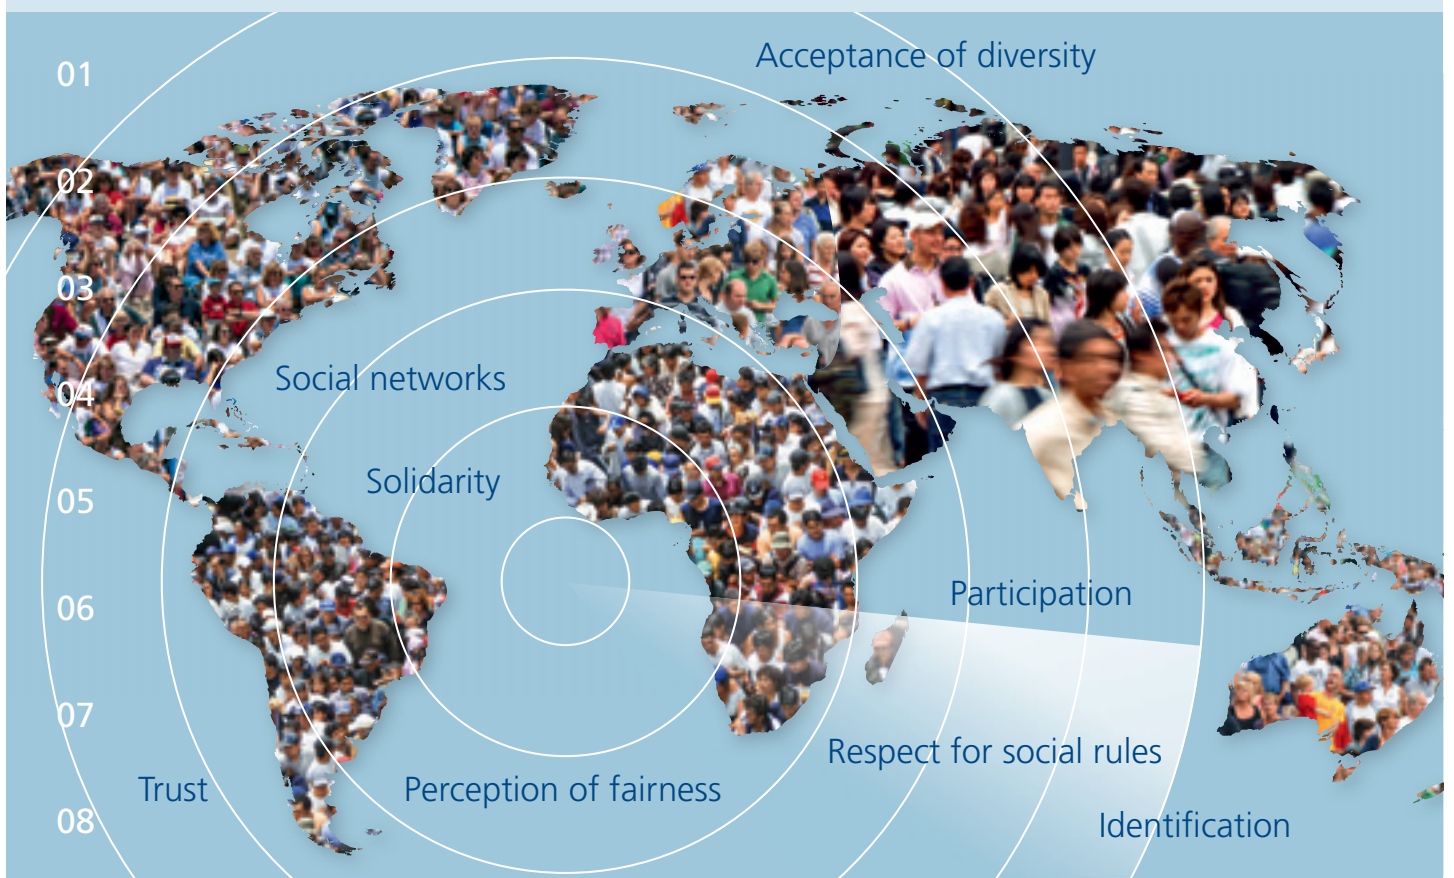 Acceptance of diversity
01
02
03
Social networks
04
Solidarity
05
Participation
06
07
Respect for social rules
Trust
Perception of fairness
08
Identification